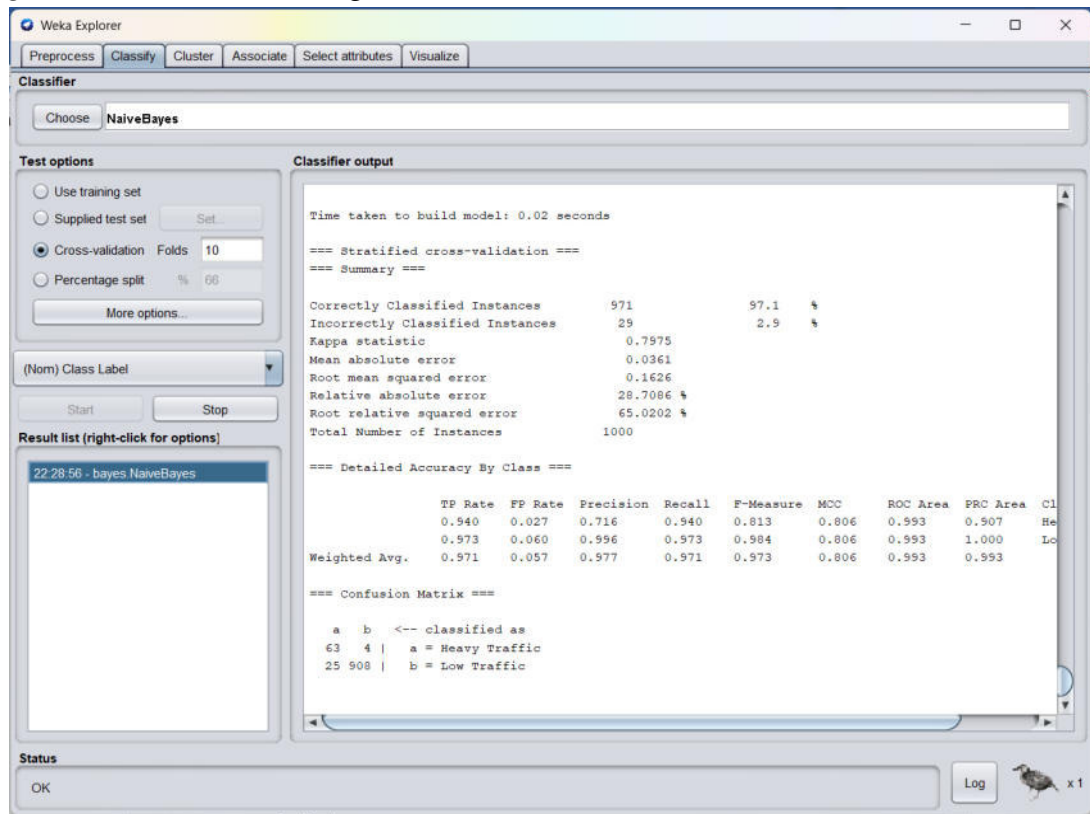 Weka Explorer
Preprocess Classify Cluster Associate Select attributes Visualize
Classifier
Choose NaiveBayes
Test options
Use training set
Supplied test set Set...
Cross-validation Folds 10
Percentage split % 66
More options...
(Nom) Class Label
Start Stop
Result list (right-click for options)
22:28:56 - bayes.NaiveBayes
Classifier output
Time taken to build model: 0.02 seconds
=== Stratified cross-validation ===
=== Summary ===
Correctly Classified Instances 971 97.1 %
Incorrectly Classified Instances 29 2.9 %
Kappa statistic 0.7975
Mean absolute error 0.0361
Root mean squared error 0.1626
Relative absolute error 28.7086 %
Root relative squared error 65.0202 %
Total Number of Instances 1000
=== Detailed Accuracy By Class ===
TP Rate FP Rate Precision Recall F-Measure MCC ROC Area PRC Area Cl
0.940 0.027 0.716 0.940 0.813 0.806 0.993 0.907 He
0.973 0.060 0.996 0.973 0.984 0.806 0.993 1.000 Lo
Weighted Avg. 0.971 0.057 0.977 0.971 0.973 0.806 0.993 0.993
=== Confusion Matrix ===
a b <-- classified as
63 4 | a = Heavy Traffic
25 908 | b = Low Traffic
Status
OK
Log
x 1